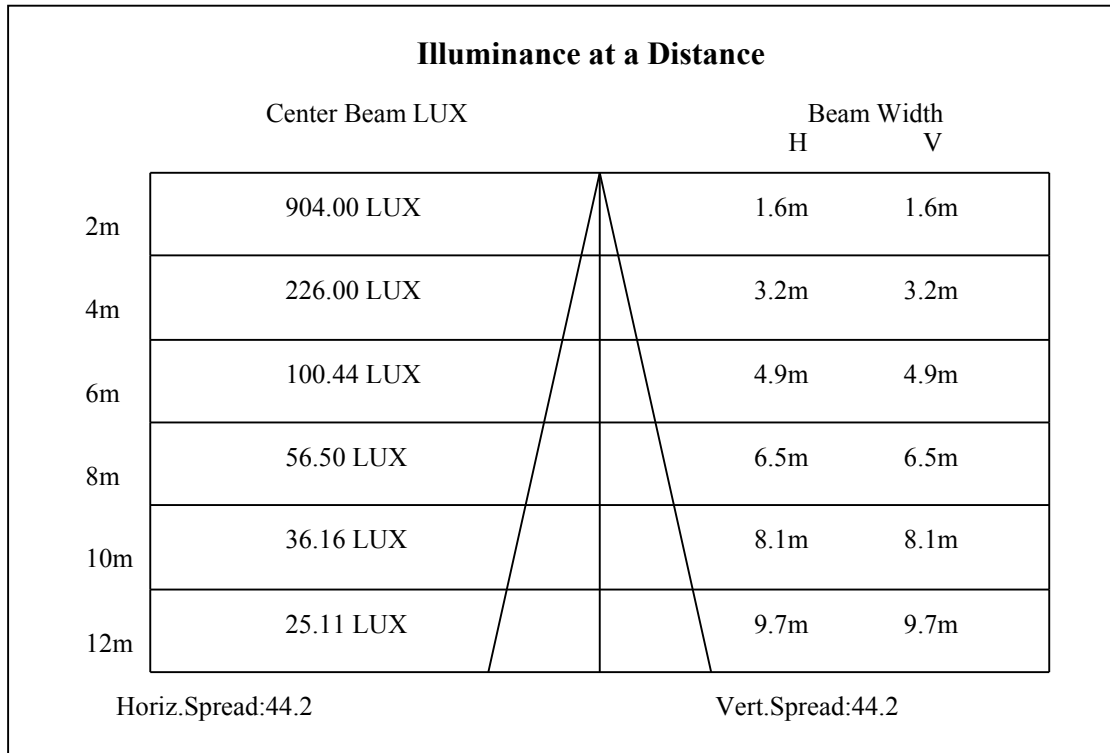 Illuminance at a Distance
Center Beam LUX Beam Width
H V
2m 904.00 LUX 1.6m 1.6m
4m 226.00 LUX 3.2m 3.2m
6m 100.44 LUX 4.9m 4.9m
8m 56.50 LUX 6.5m 6.5m
10m 36.16 LUX 8.1m 8.1m
12m 25.11 LUX 9.7m 9.7m
Horiz.Spread:44.2 Vert.Spread:44.2